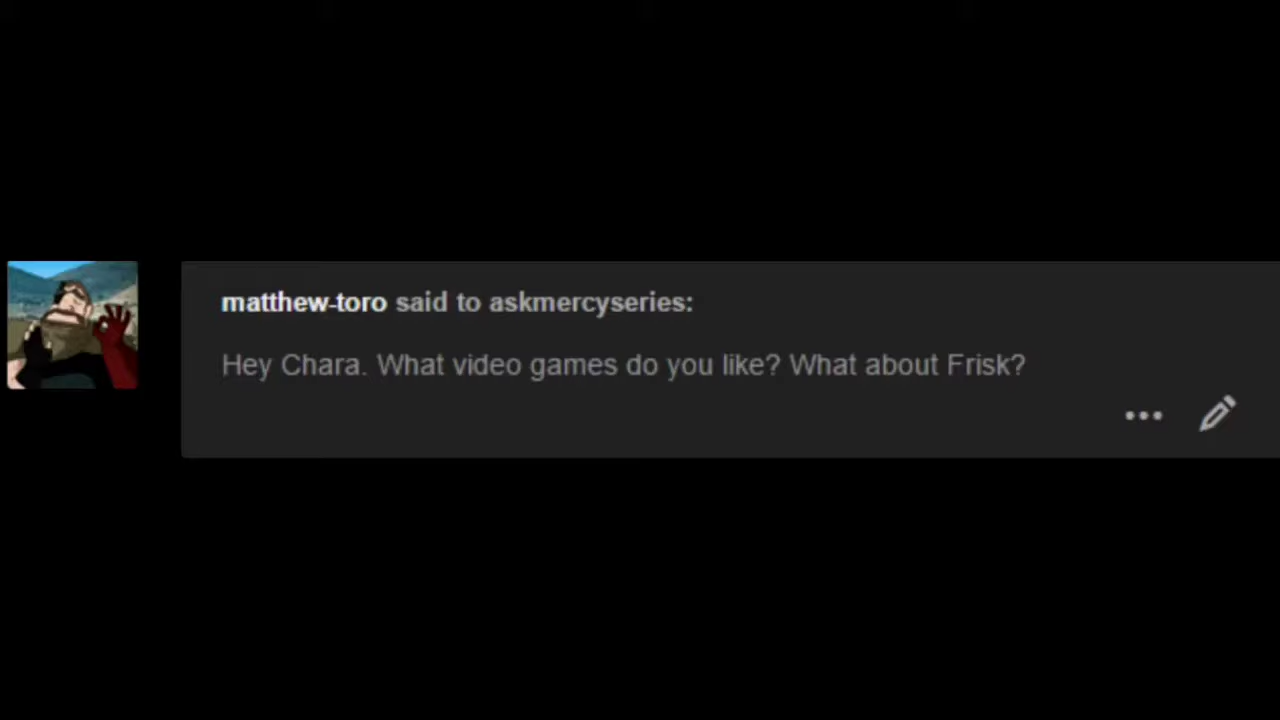 matthew-toro said to askmercyseries:
Hey Chara. What video games do you like? What about Frisk?